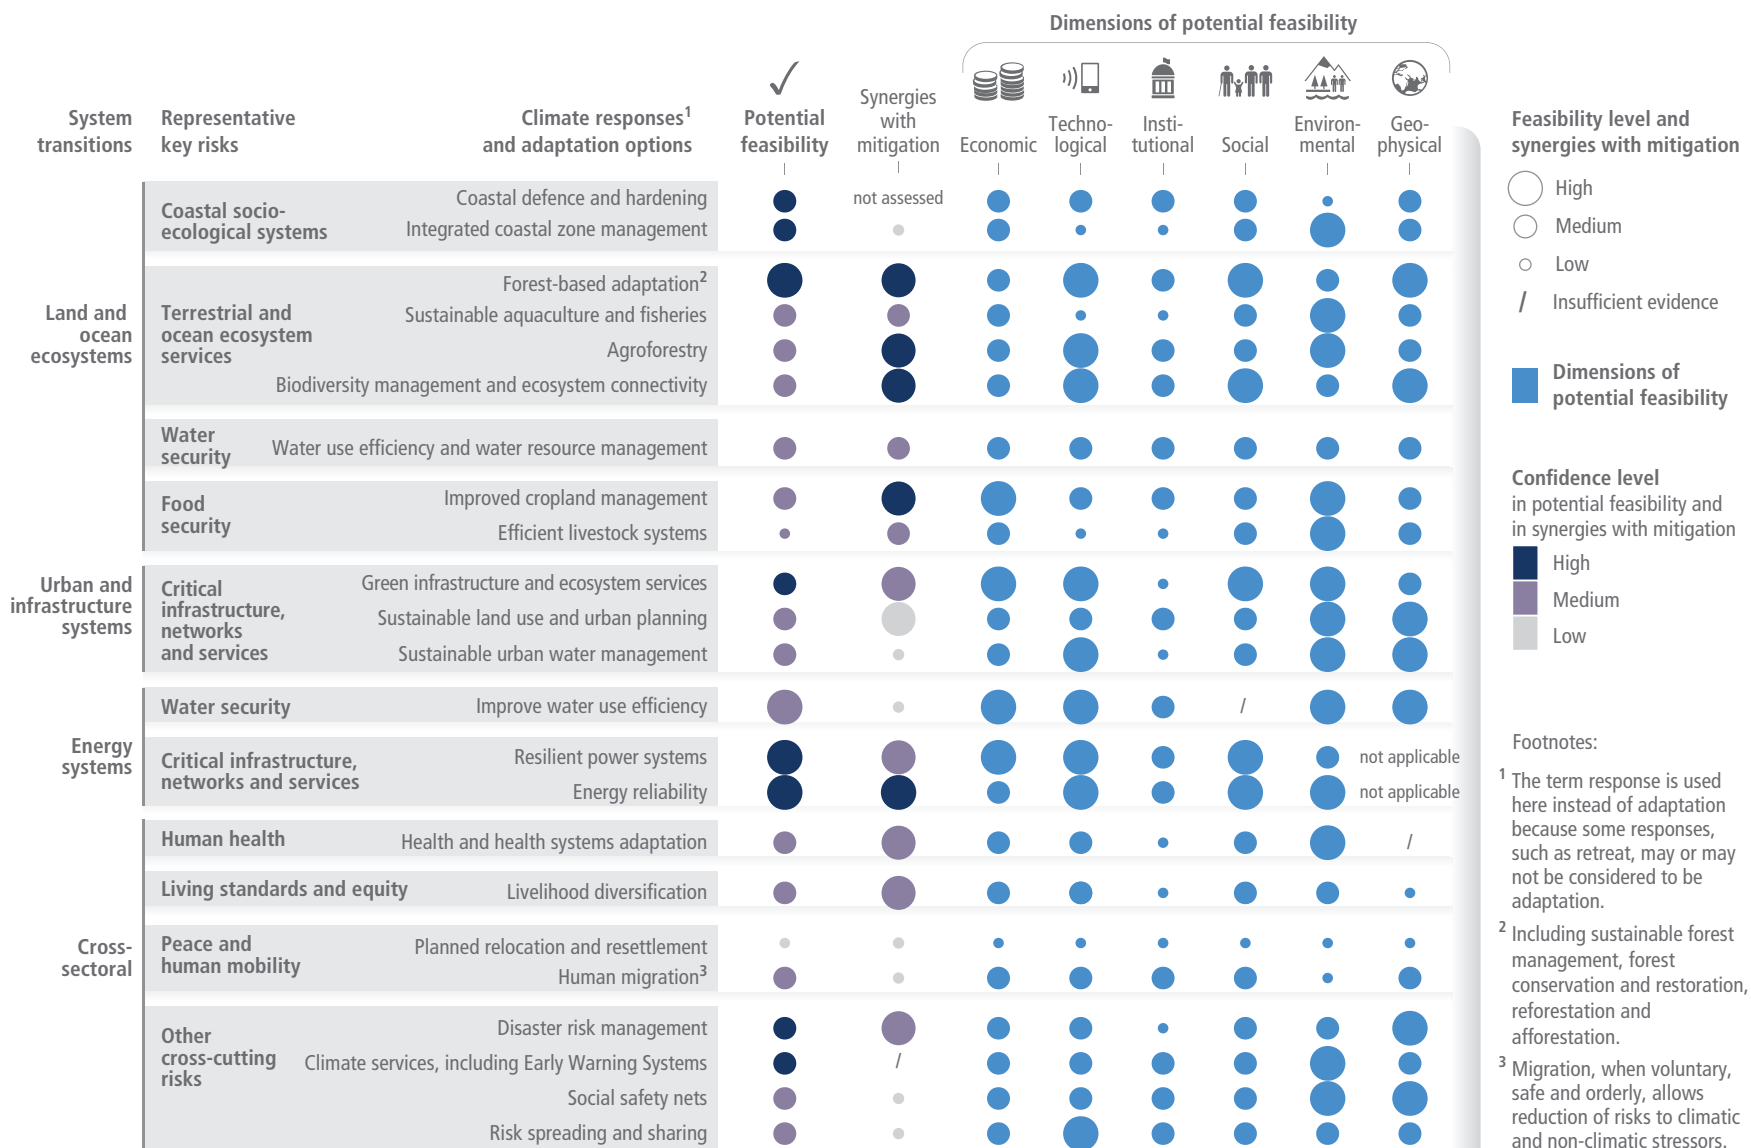 Dimensions of potential feasibility
System transitions
Representative key risks
Climate responses1 and adaptation options
Potential feasibility
Synergies with mitigation
Economic
Techno-logical
Insti-tutional
Social
Environ-mental
Geo-physical
Land and ocean ecosystems
Coastal socio-ecological systems
Coastal defence and hardening
not assessed
Integrated coastal zone management
Terrestrial and ocean ecosystem services
Forest-based adaptation2
Sustainable aquaculture and fisheries
Agroforestry
Biodiversity management and ecosystem connectivity
Water security
Water use efficiency and water resource management
Food security
Improved cropland management
Efficient livestock systems
Urban and infrastructure systems
Critical infrastructure, networks and services
Green infrastructure and ecosystem services
Sustainable land use and urban planning
Sustainable urban water management
Energy systems
Water security
Improve water use efficiency
/
Critical infrastructure, networks and services
Resilient power systems
not applicable
Energy reliability
not applicable
Cross-sectoral
Human health
Health and health systems adaptation
/
Living standards and equity
Livelihood diversification
Peace and human mobility
Planned relocation and resettlement
Human migration3
Other cross-cutting risks
Disaster risk management
Climate services, including Early Warning Systems
/
Social safety nets
Risk spreading and sharing
Feasibility level and
synergies with mitigation
High
Medium
Low
/ Insufficient evidence
Dimensions of
potential feasibility
Confidence level
in potential feasibility and
in synergies with mitigation
High
Medium
Low
Footnotes:
1 The term response is used
here instead of adaptation
because some responses,
such as retreat, may or may
not be considered to be
adaptation.
2 Including sustainable forest
management, forest
conservation and restoration,
reforestation and
afforestation.
3 Migration, when voluntary,
safe and orderly, allows
reduction of risks to climatic
and non-climatic stressors.